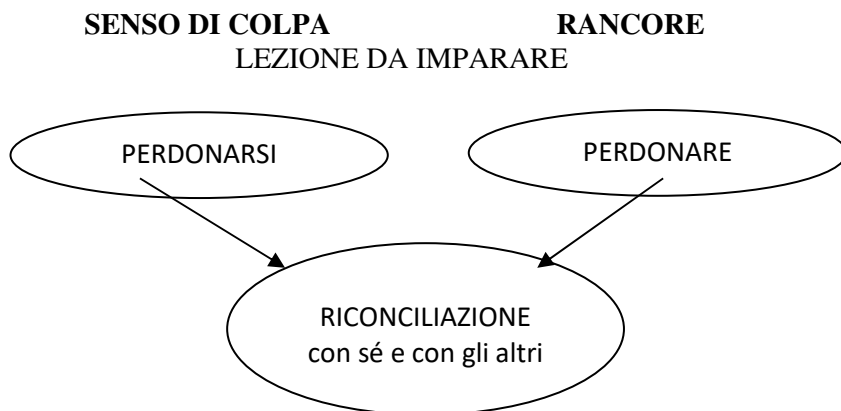 SENSO DI COLPA RANCORE
LEZIONE DA IMPARARE
PERDONARSI PERDONARE
RICONCILIAZIONE
con sé e con gli altri